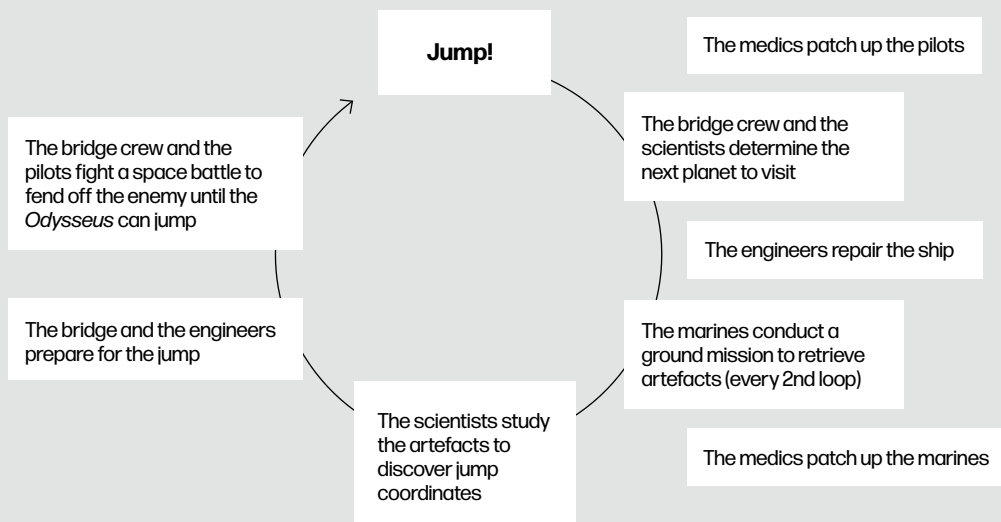 Jump!
The medics patch up the pilots
The bridge crew and the
scientists determine the
next planet to visit
The engineers repair the ship
The marines conduct a
ground mission to retrieve
artefacts (every 2nd loop)
The medics patch up the marines
The scientists study
the artefacts to
discover jump
coordinates
The bridge and the engineers
prepare for the jump
The bridge crew and the
pilots fight a space battle to
fend off the enemy until the
Odysseus can jump